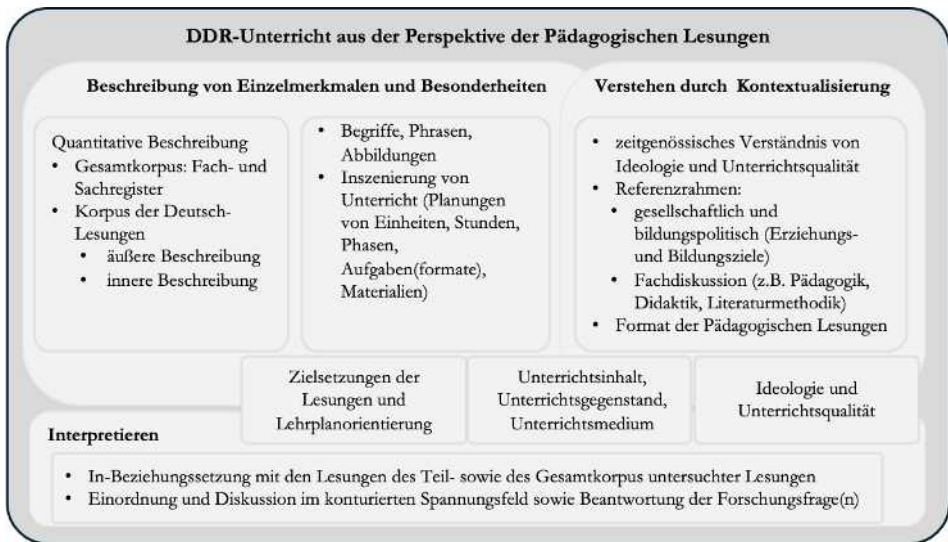 DDR-Unterricht aus der Perspektive der Pädagogischen Lesungen
Beschreibung von Einzelmerkmalen und Besonderheiten
Quantitative Beschreibung
• Gesamtkorpus: Fach- und
Sachregister
• Korpus der Deutsch-
Lesungen
• äußere Beschreibung
• innere Beschreibung
• Begriffe, Phrasen,
Abbildungen
• Inszenierung von
Unterricht (Planungen
von Einheiten, Stunden,
Phasen,
Aufgaben(formate),
Materialien)
Verstehen durch Kontextualisierung
• zeitgenössisches Verständnis von
Ideologie und Unterrichtsqualität
• Referenzrahmen:
• gesellschaftlich und
bildungspolitisch (Erziehungs-
und Bildungsziele)
• Fachdiskussion (z.B. Pädagogik,
Didaktik, Literaturmethodik)
• Format der Pädagogischen Lesungen
Zielsetzungen der
Lesungen und
Lehrplanorientierung
Unterrichtsinhalt,
Unterrichtsgegenstand,
Unterrichtsmedium
Ideologie und
Unterrichtsqualität
Interpretieren
• In-Beziehungssetzung mit den Lesungen des Teil- sowie des Gesamtkorpus untersuchter Lesungen
• Einordnung und Diskussion im konturierten Spannungsfeld sowie Beantwortung der Forschungsfrage(n)